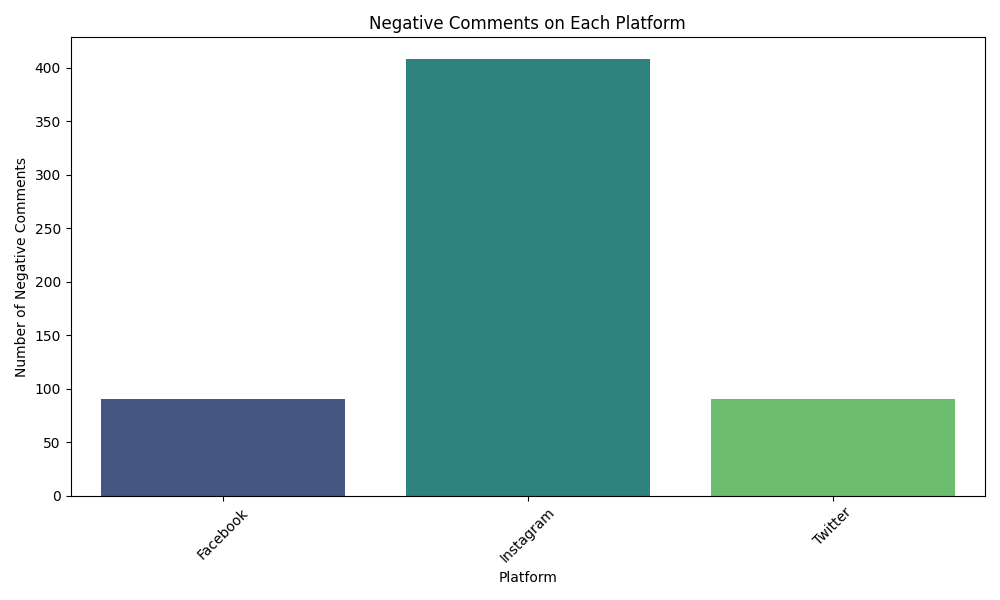 Negative Comments on Each Platform
Number of Negative Comments
400
350
300
250
200
150
100
50
0
Facebook
Instagram
Twitter
Platform